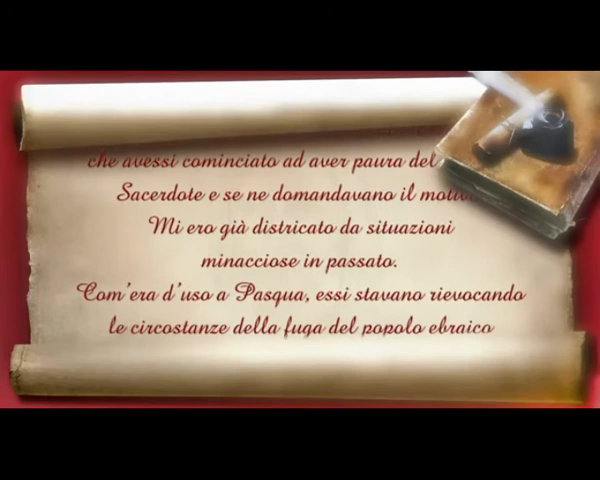 che avessi cominciato ad aver paura del
Sacerdote e se ne domandavano il
Mi ero già districato da situazioni
minacciose in passato.
Com'era d'uso a Pasqua, essi stavano rievocando
le circostanze della fuga del popolo ebraico